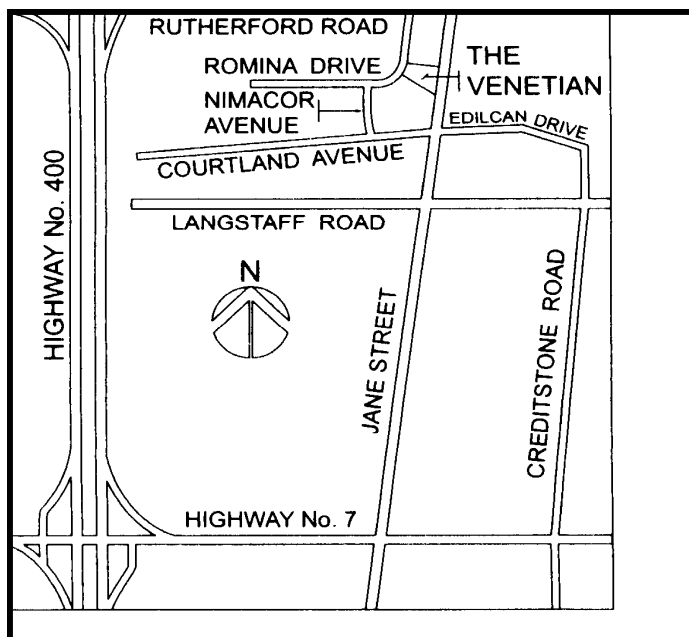 RUTHERFORD ROAD
ROMINA DRIVE
THE
VENETIAN
NIMACOR
AVENUE
EDILCAN DRIVE
COURTLAND AVENUE
HIGHWAY No. 400
LANGSTAFF ROAD
N
JANE STREET
CREDITSTONE ROAD
HIGHWAY No. 7